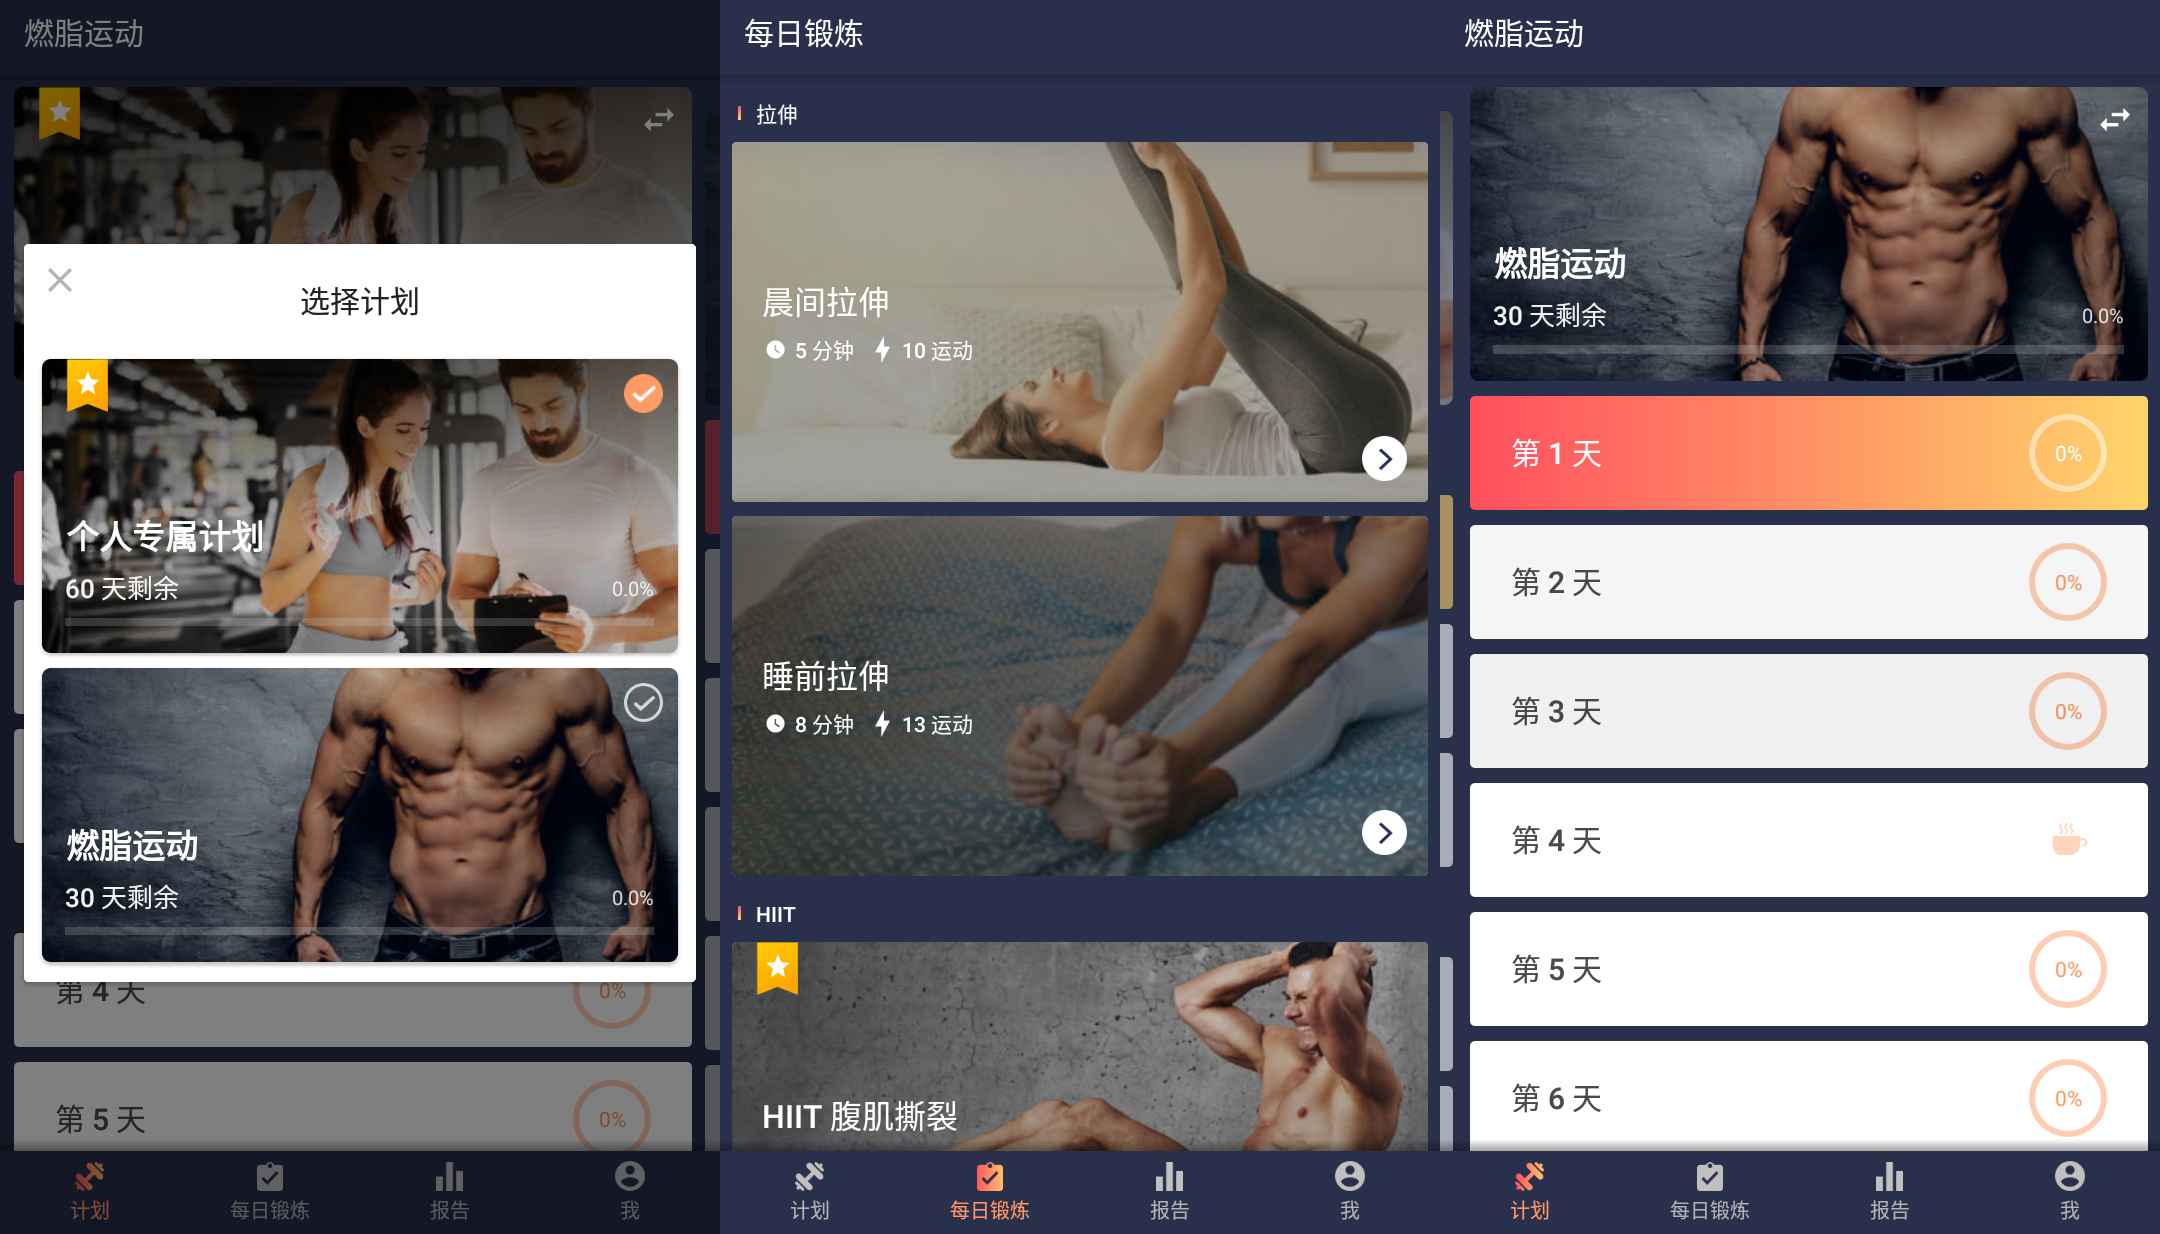 燃脂运动
选择计划
个人专属计划
60 天剩余
0.0%
燃脂运动
30 天剩余
0.0%
第 4 天
0%
第 5 天
0%
计划
每日锻炼
报告
我
每日锻炼
拉伸
晨间拉伸
5 分钟 10 运动
睡前拉伸
8 分钟 13 运动
HIIT
HIIT 腹肌撕裂
计划
每日锻炼
报告
我
燃脂运动
燃脂运动
30 天剩余
0.0%
第 1 天
0%
第 2 天
0%
第 3 天
0%
第 4 天
第 5 天
0%
第 6 天
0%
计划
每日锻炼
报告
我